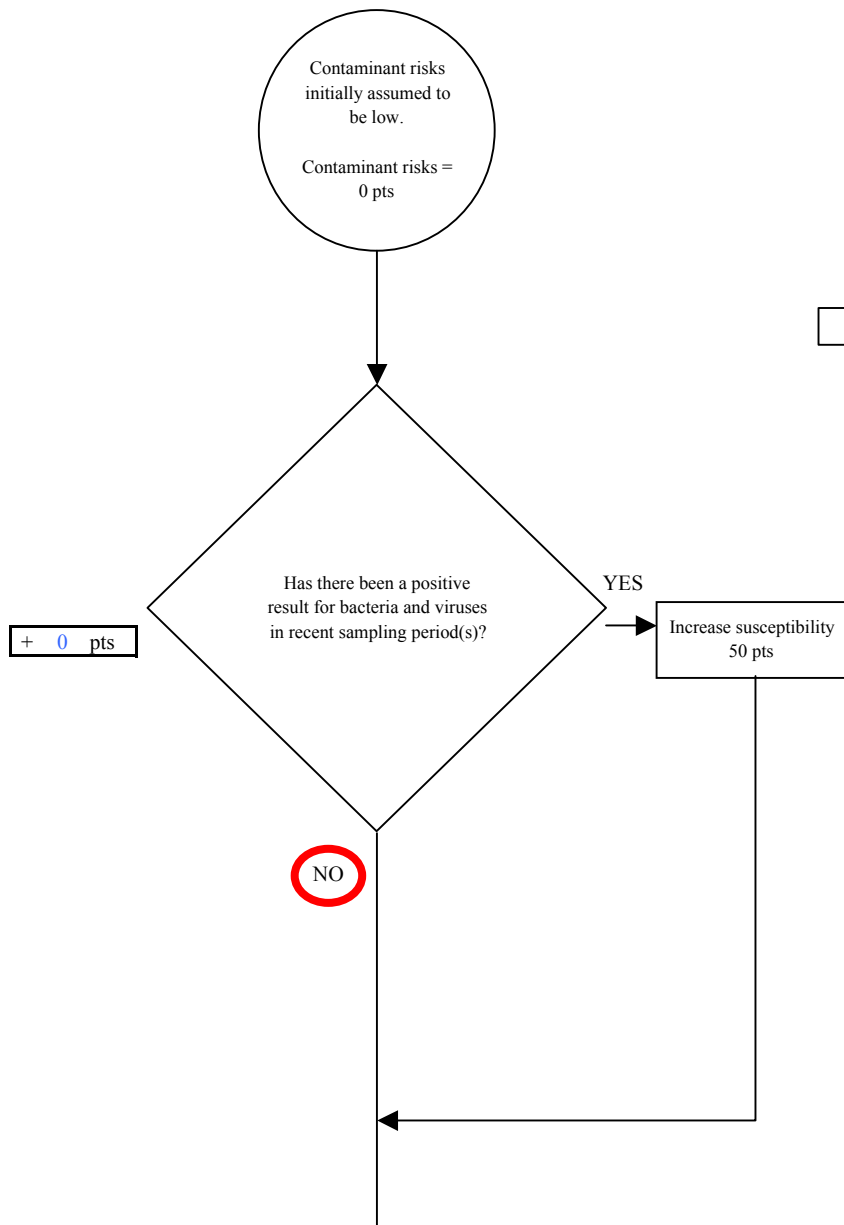 Contaminant risks
initially assumed to
be low.
Contaminant risks =
0 pts
Has there been a positive
result for bacteria and viruses
in recent sampling period(s)?
YES
+ 0 pts
Increase susceptibility
50 pts
NO